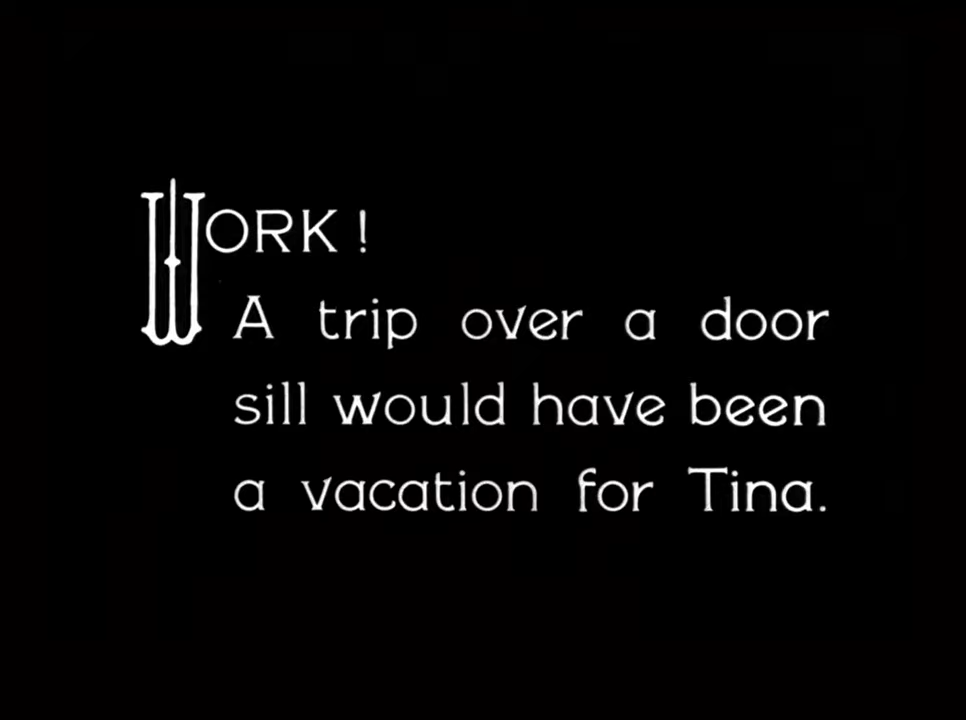 WORK!
A trip over a door
sill would have been
a vacation for Tina.